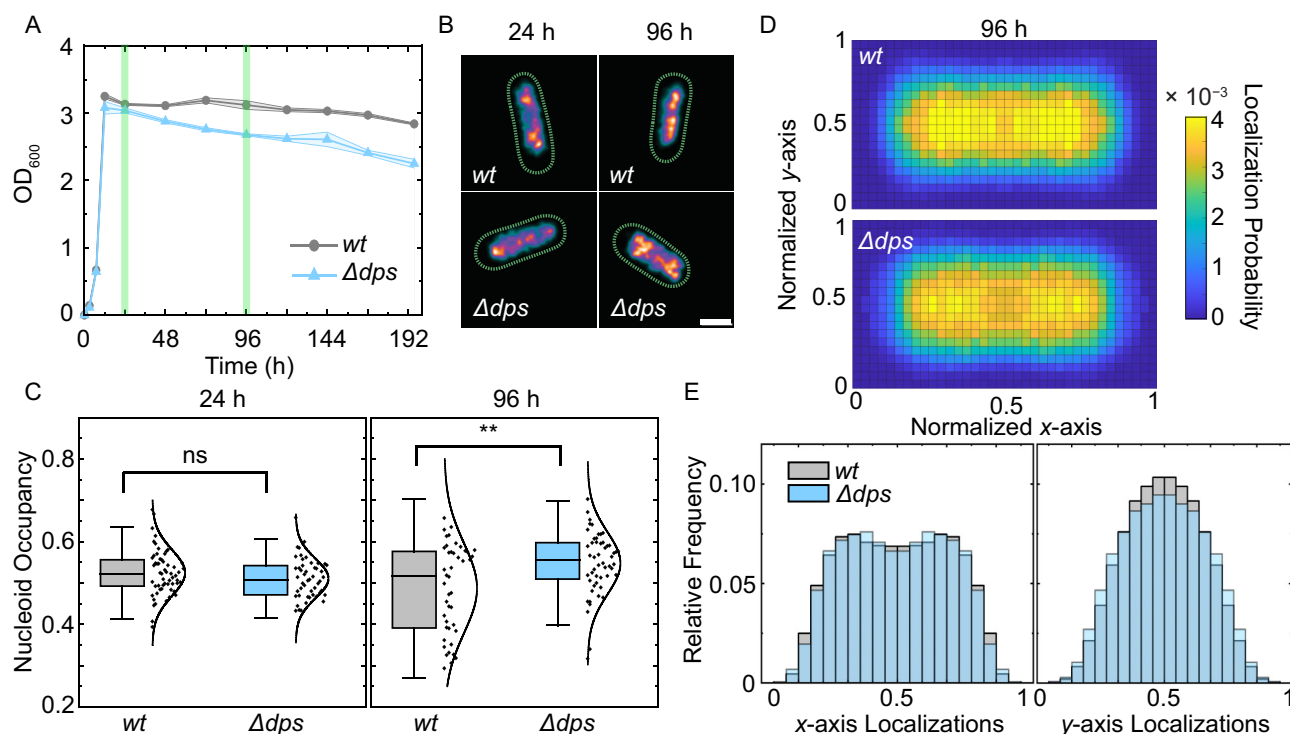 A
OD600
4
3
2
1
0
0
48
96
144
192
Time (h)
wt
Δdps
B
24 h
96 h
wt
wt
Δdps
Δdps
C
24 h
96 h
Nucleoid Occupancy
0.8
0.6
0.4
0.2
ns
**
wt
Δdps
wt
Δdps
D
96 h
wt
Δdps
Normalized y-axis
1
0.5
0
1
0.5
0
0
0.5
1
Normalized x-axis
× 10⁻³
4
3
2
1
0
Localization Probability
E
Relative Frequency
0.10
0.05
0
wt
Δdps
0
0.5
1
0
0.5
1
x-axis Localizations
y-axis Localizations